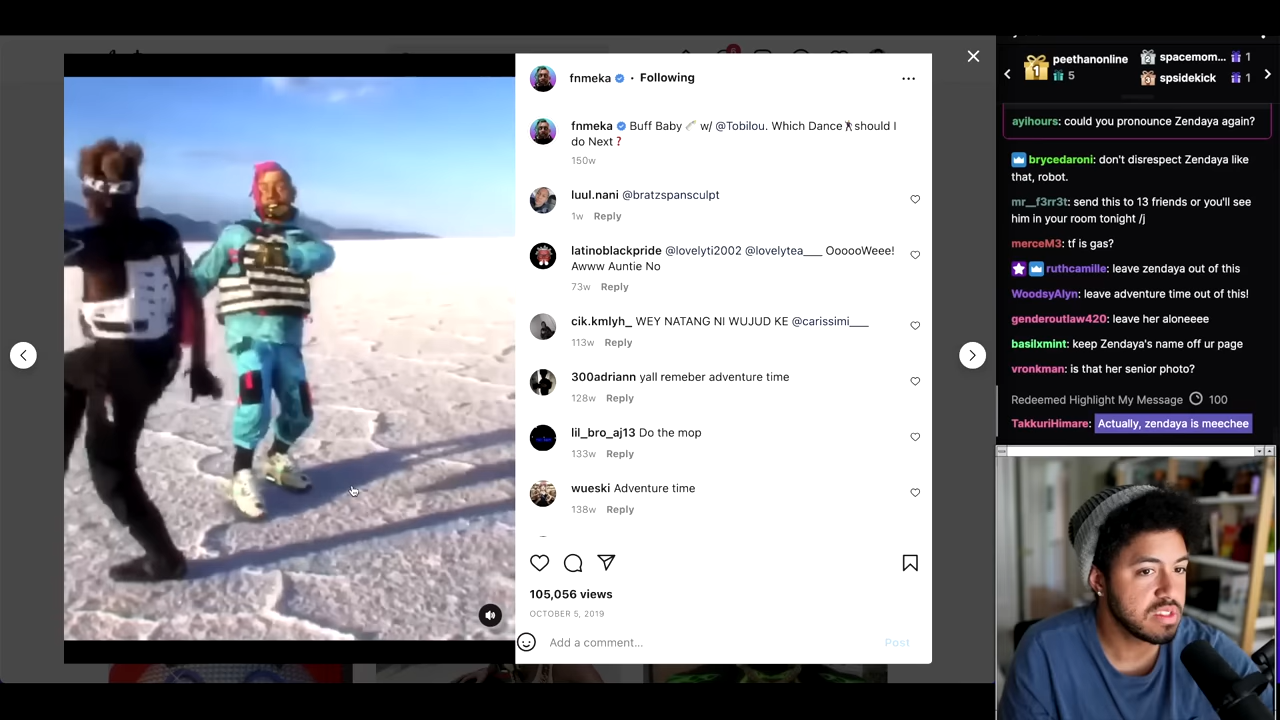 fnmeka • Following
fnmeka Buff Baby w/ @Tobilou. Which Dance should I
do Next❓
150w
luul.nani @bratzspansculpt
1w Reply
latinoblackpride @lovelyti2002 @lovelytea____ OooooWeee!
Awww Auntie No
73w Reply
cik.kmlyh_ WEY NATANG NI WUJUD KE @carissimi____
113w Reply
300adriann yall remeber adventure time
128w Reply
lil_bro_aj13 Do the mop
133w Reply
wueski Adventure time
138w Reply
105,056 views
OCTOBER 5, 2019
Add a comment...
Post
1 peethanonline
5
2 spacemom... 1
3 spsidekick 1
ayihours: could you pronounce Zendaya again?
brycedaroni: don't disrespect Zendaya like
that, robot.
mr__f3rr3t: send this to 13 friends or you'll see
him in your room tonight /j
merceM3: tf is gas?
ruthcamille: leave zendaya out of this
WoodsyAlyn: leave adventure time out of this!
genderoutlaw420: leave her aloneeee
basilxmint: keep Zendaya's name off ur page
vronkman: is that her senior photo?
Redeemed Highlight My Message 100
TakkuriHimare: Actually, zendaya is meechee